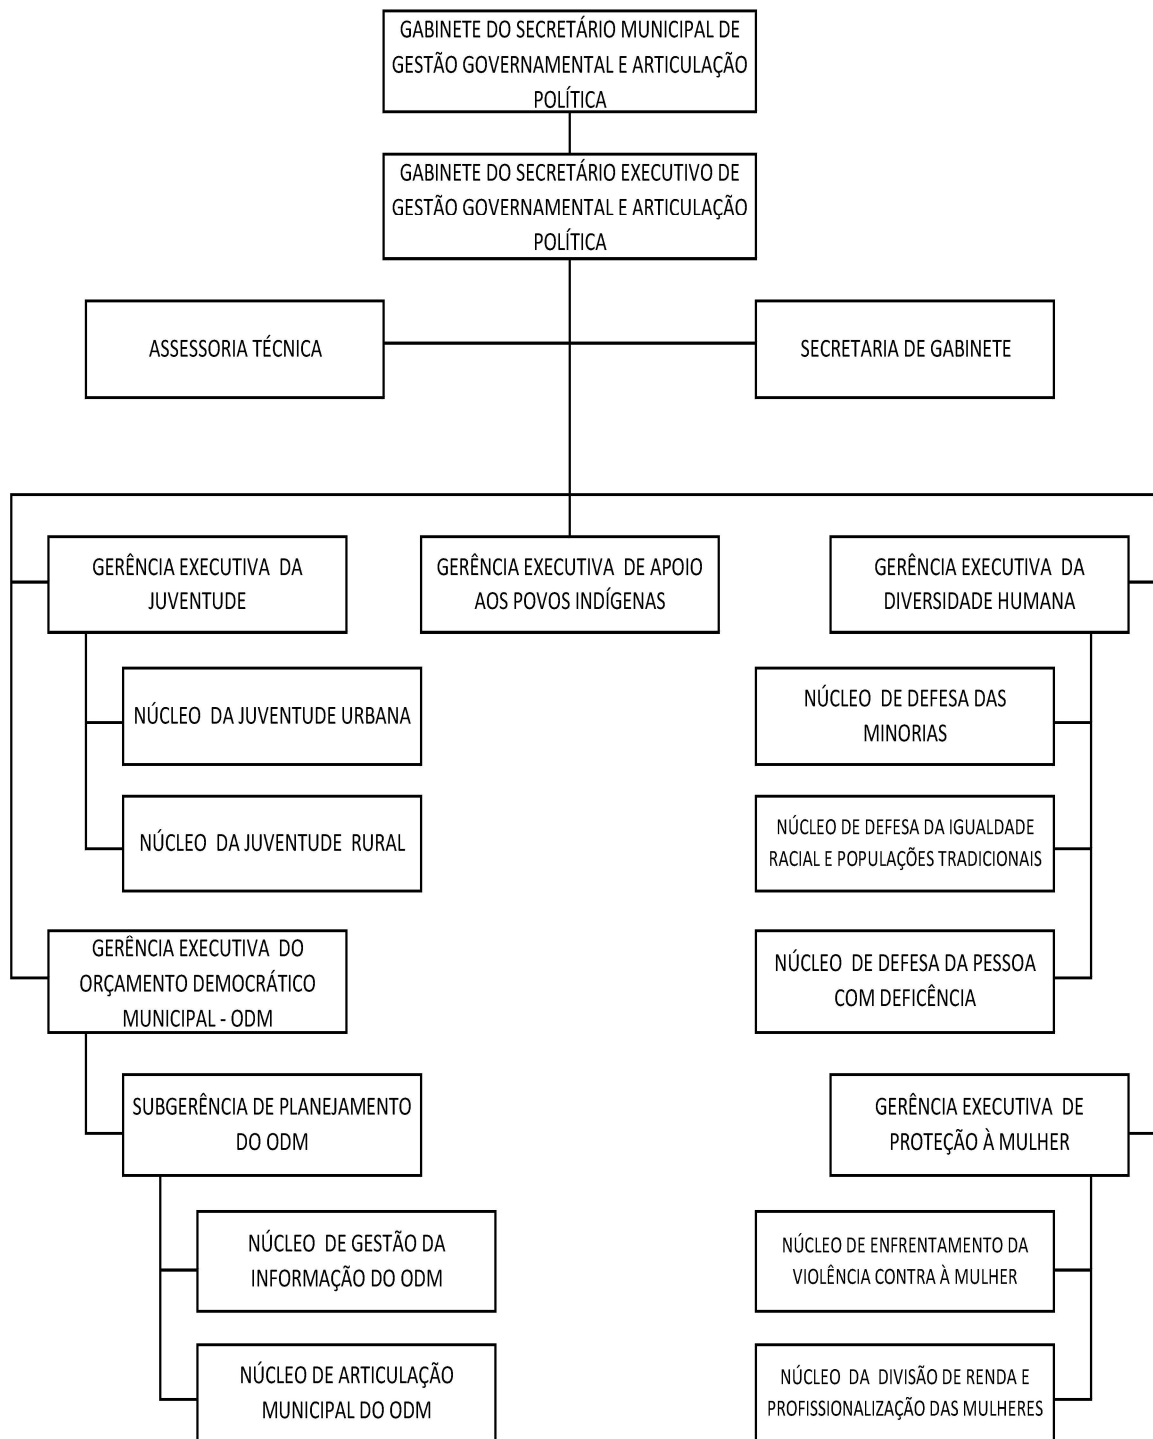 GABINETE DO SECRETÁRIO MUNICIPAL DE
GESTÃO GOVERNAMENTAL E ARTICULAÇÃO
POLÍTICA
GABINETE DO SECRETÁRIO EXECUTIVO DE
GESTÃO GOVERNAMENTAL E ARTICULAÇÃO
POLÍTICA
ASSESSORIA TÉCNICA
SECRETARIA DE GABINETE
GERÊNCIA EXECUTIVA DA
JUVENTUDE
GERÊNCIA EXECUTIVA DE APOIO
AOS POVOS INDÍGENAS
GERÊNCIA EXECUTIVA DA
DIVERSIDADE HUMANA
NÚCLEO DA JUVENTUDE URBANA
NÚCLEO DA JUVENTUDE RURAL
NÚCLEO DE DEFESA DAS
MINORIAS
NÚCLEO DE DEFESA DA IGUALDADE
RACIAL E POPULAÇÕES TRADICIONAIS
NÚCLEO DE DEFESA DA PESSOA
COM DEFICÊNCIA
GERÊNCIA EXECUTIVA DO
ORÇAMENTO DEMOCRÁTICO
MUNICIPAL - ODM
SUBGERÊNCIA DE PLANEJAMENTO
DO ODM
NÚCLEO DE GESTÃO DA
INFORMAÇÃO DO ODM
NÚCLEO DE ARTICULAÇÃO
MUNICIPAL DO ODM
GERÊNCIA EXECUTIVA DE
PROTEÇÃO À MULHER
NÚCLEO DE ENFRENTAMENTO DA
VIOLÊNCIA CONTRA À MULHER
NÚCLEO DA DIVISÃO DE RENDA E
PROFISSIONALIZAÇÃO DAS MULHERES